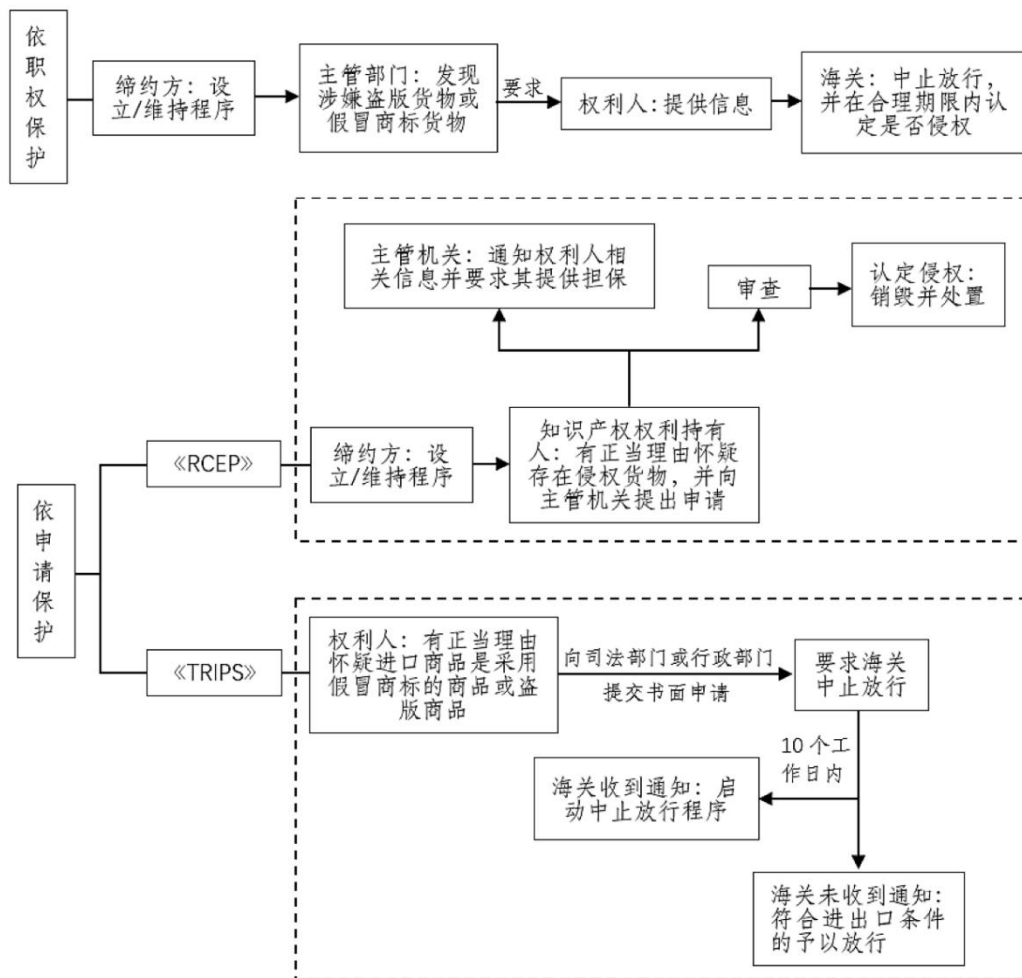 依职权保护
缔约方：设
立/维持程序
主管部门：发现
涉嫌盗版货物或
假冒商标货物
要求
权利人：提供信息
海关：中止放行，
并在合理期限内认
定是否侵权
依申请保护
《RCEP》
缔约方：设
立/维持程序
知识产权权利持有
人：有正当理由怀疑
存在侵权货物，并向
主管机关提出申请
主管机关：通知权利人相
关信息并要求其提供担保
审查
认定侵权：
销毁并处置
《TRIPS》
权利人：有正当理由
怀疑进口商品是采用
假冒商标的商品或盗
版商品
向司法部门或行政部门
提交书面申请
要求海关
中止放行
10 个工
作日内
海关收到通知：启
动中止放行程序
海关未收到通知：
符合进出口条件
的予以放行